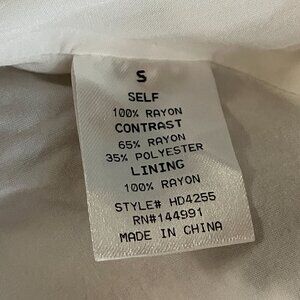 S
SELF
100% RAYON
CONTRAST
65% RAYON
35% POLYESTER
LINING
100% RAYON
STYLE# HD4255
RN#144991
MADE IN CHINA